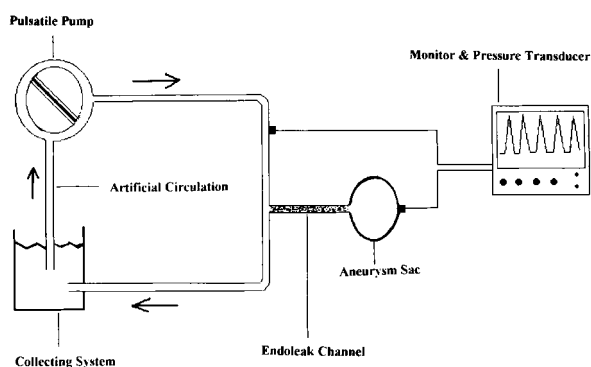 Pulsatile Pump
Monitor & Pressure Transducer
Artificial Circulation
Aneurysm Sac
Endoleak Channel
Collecting System